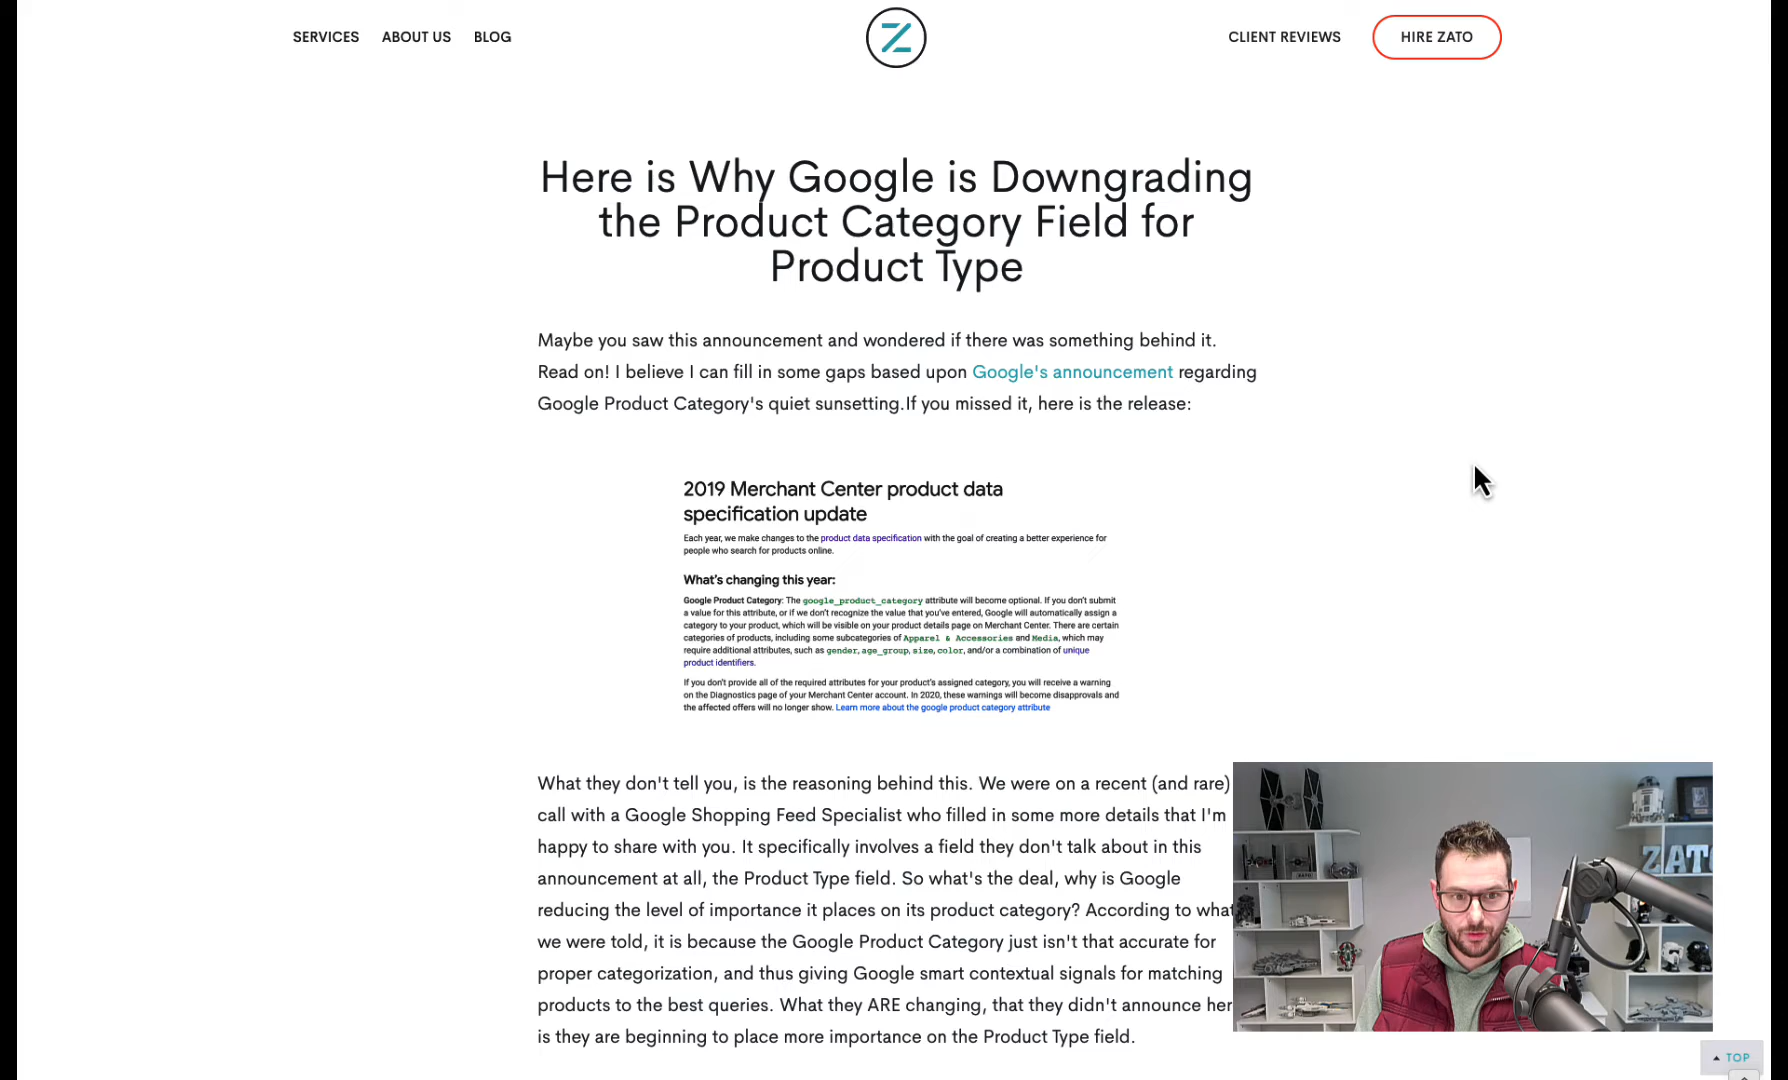 SERVICES ABOUT US BLOG Z CLIENT REVIEWS HIRE ZATO
Here is Why Google is Downgrading
the Product Category Field for
Product Type
Maybe you saw this announcement and wondered if there was something behind it.
Read on! I believe I can fill in some gaps based upon Google's announcement regarding
Google Product Category's quiet sunsetting.If you missed it, here is the release:
2019 Merchant Center product data
specification update
Each year, we make changes to the product data specification with the goal of creating a better experience for
people who search for products online.
What's changing this year:
Google Product Category: The google_product_category attribute will become optional. If you don't submit
a value for this attribute, or if we don't recognize the value that you've entered, Google will automatically assign a
category to your product, which will be visible on your product details page on Merchant Center. There are certain
categories of products, including some subcategories of Apparel & Accessories and Media, which may
require additional attributes, such as gender, age_group, size, color, and/or a combination of unique
product identifiers.
If you don't provide all of the required attributes for your product's assigned category, you will receive a warning
on the Diagnostics page of your Merchant Center account. In 2020, these warnings will become disapprovals and
the affected offers will no longer show. Learn more about the google product category attribute
What they don't tell you, is the reasoning behind this. We were on a recent (and rare)
call with a Google Shopping Feed Specialist who filled in some more details that I'm
happy to share with you. It specifically involves a field they don't talk about in this
announcement at all, the Product Type field. So what's the deal, why is Google
reducing the level of importance it places on its product category? According to what
we were told, it is because the Google Product Category just isn't that accurate for
proper categorization, and thus giving Google smart contextual signals for matching
products to the best queries. What they ARE changing, that they didn't announce her
is they are beginning to place more importance on the Product Type field.
ZATO
TOP